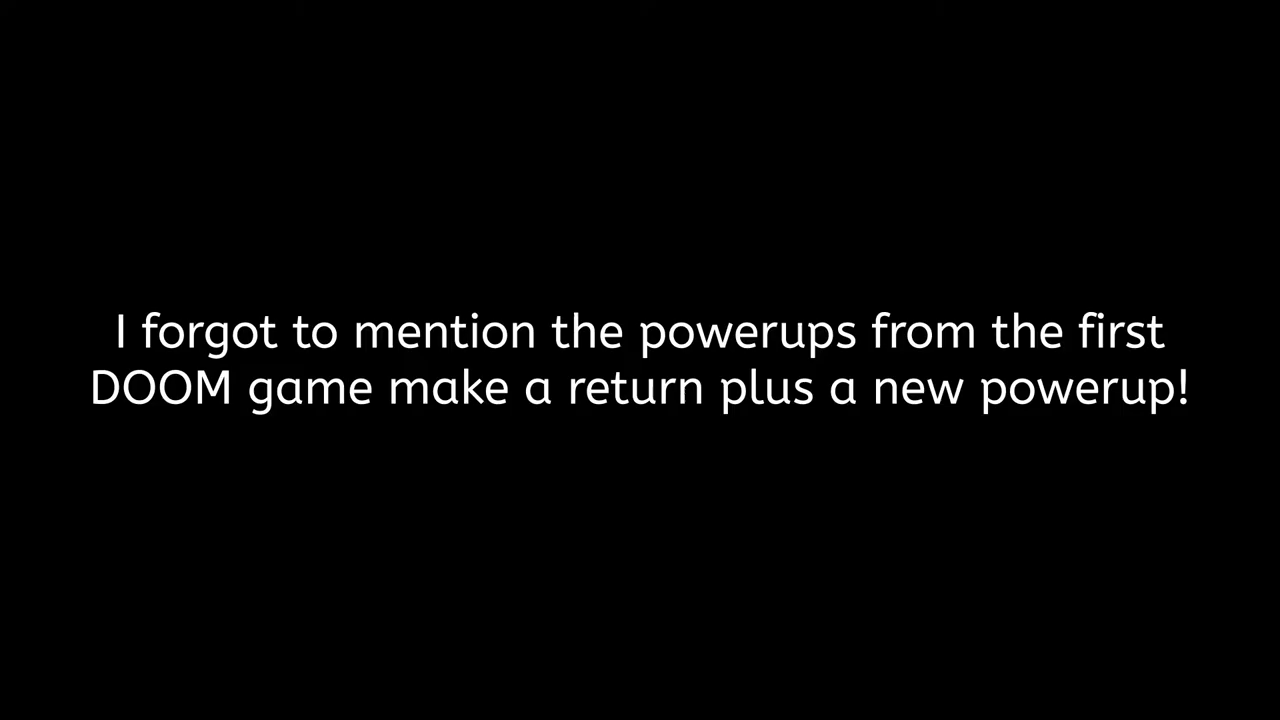 I forgot to mention the powerups from the first
DOOM game make a return plus a new powerup!